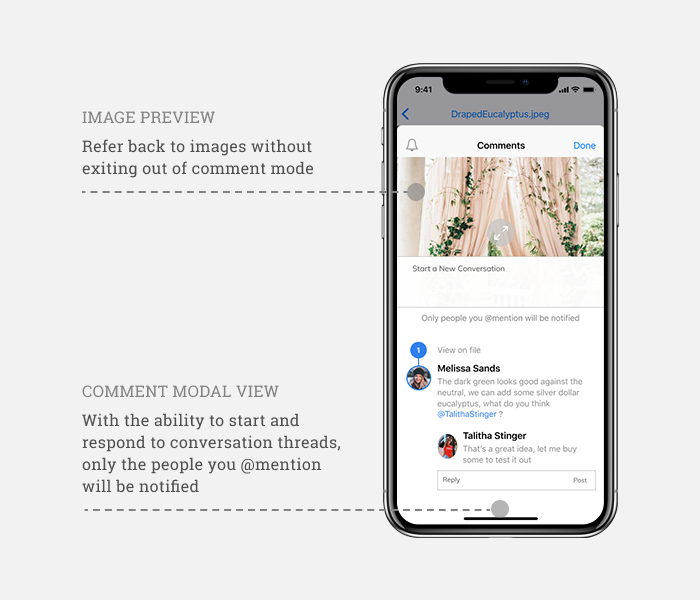 IMAGE PREVIEW
Refer back to images without
exiting out of comment mode
COMMENT MODAL VIEW
With the ability to start and
respond to conversation threads,
only the people you @mention
will be notified
9:41
DrapedEucalyptus.jpeg
Comments
Done
Start a New Conversation
Only people you @mention will be notified
1
View on file
Melissa Sands
The dark green looks good against the
neutral, we can add some silver dollar
eucalyptus, what do you think
@TalithaStinger ?
Talitha Stinger
That's a great idea, let me buy
some to test it out
Reply
Post